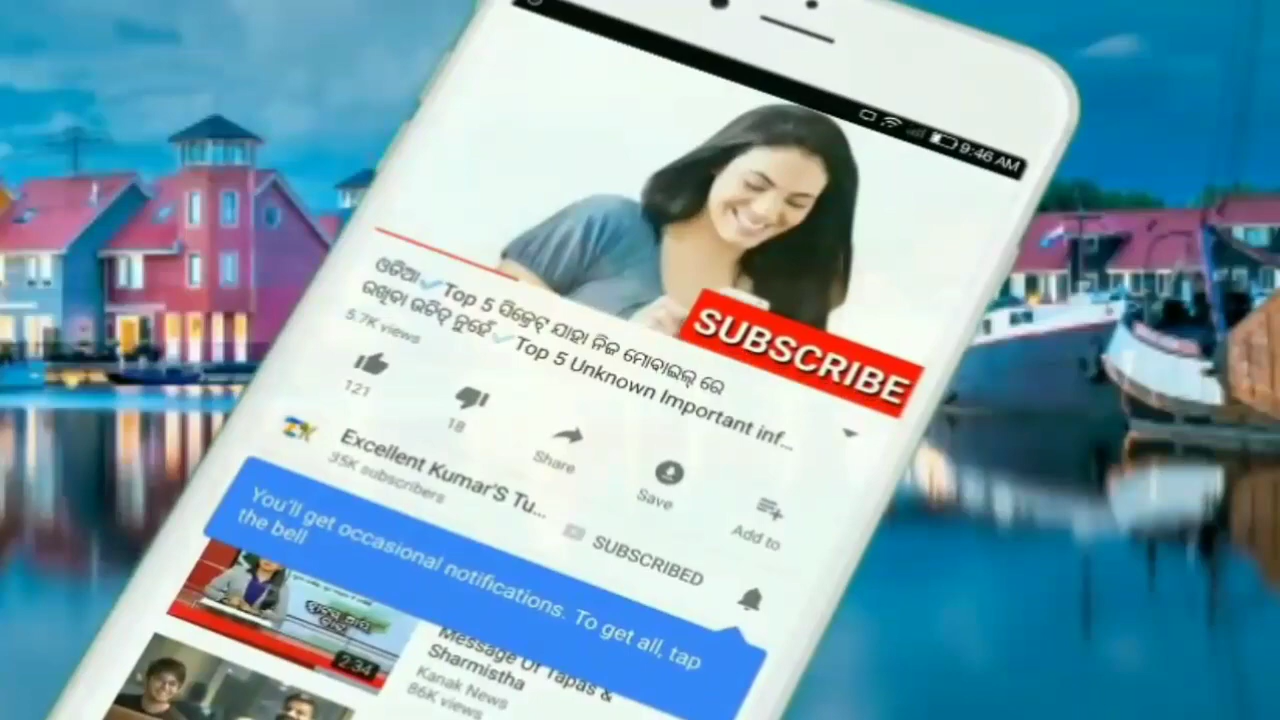 9:46 AM
SUBSCRIBE
ଓଡିଆ✅Top 5 ସିକ୍ରେଟ୍ ଯାହା ନିଜ ମୋବାଇଲ୍ ରେ
ରଖିବା ଉଚିତ୍ ନୁହେଁ✅Top 5 Unknown Important inf...
5.7K views
121
18
Share
Save
Add to
Excellent Kumar'S Tu...
35K subscribers
SUBSCRIBED
You'll get occasional notifications. To get all, tap
the bell
2:34
Message Of Tapas &
Sharmistha
Kanak News
86K views